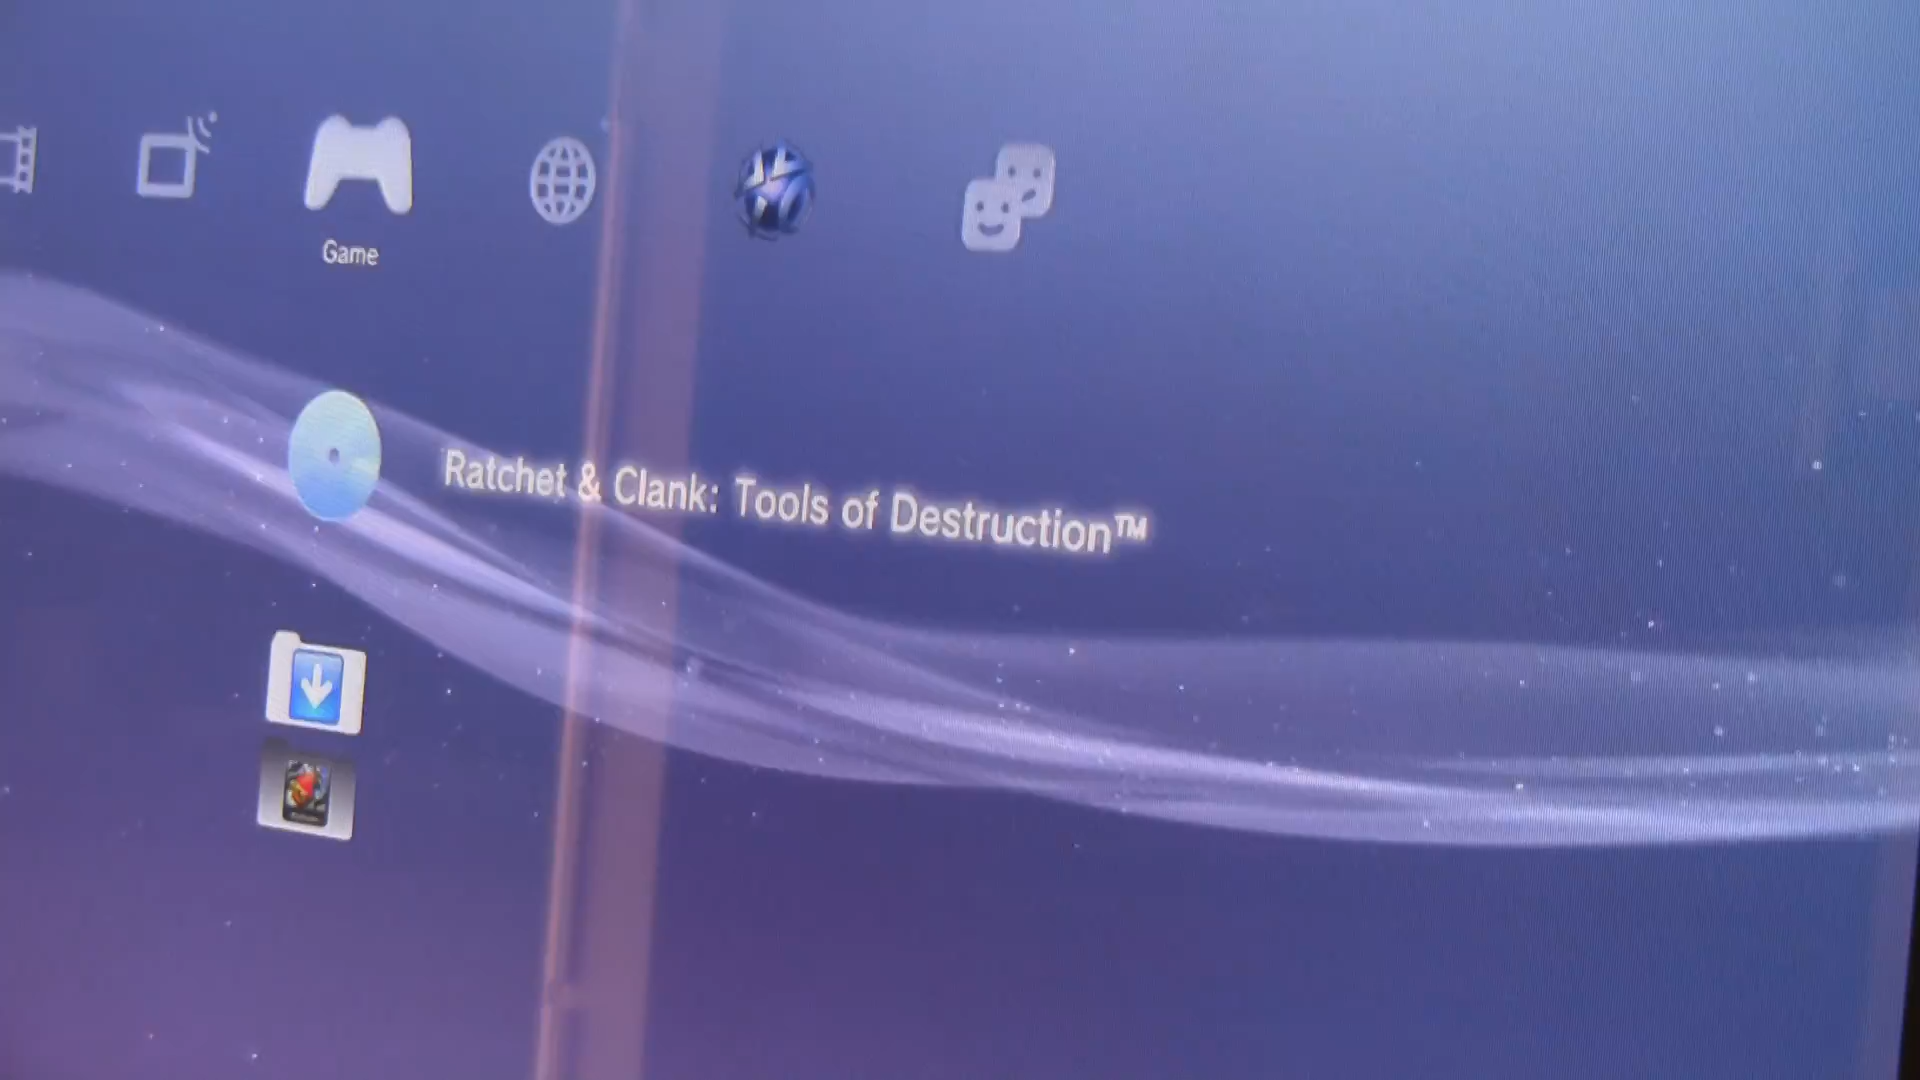 Game
Ratchet & Clank: Tools of Destruction™